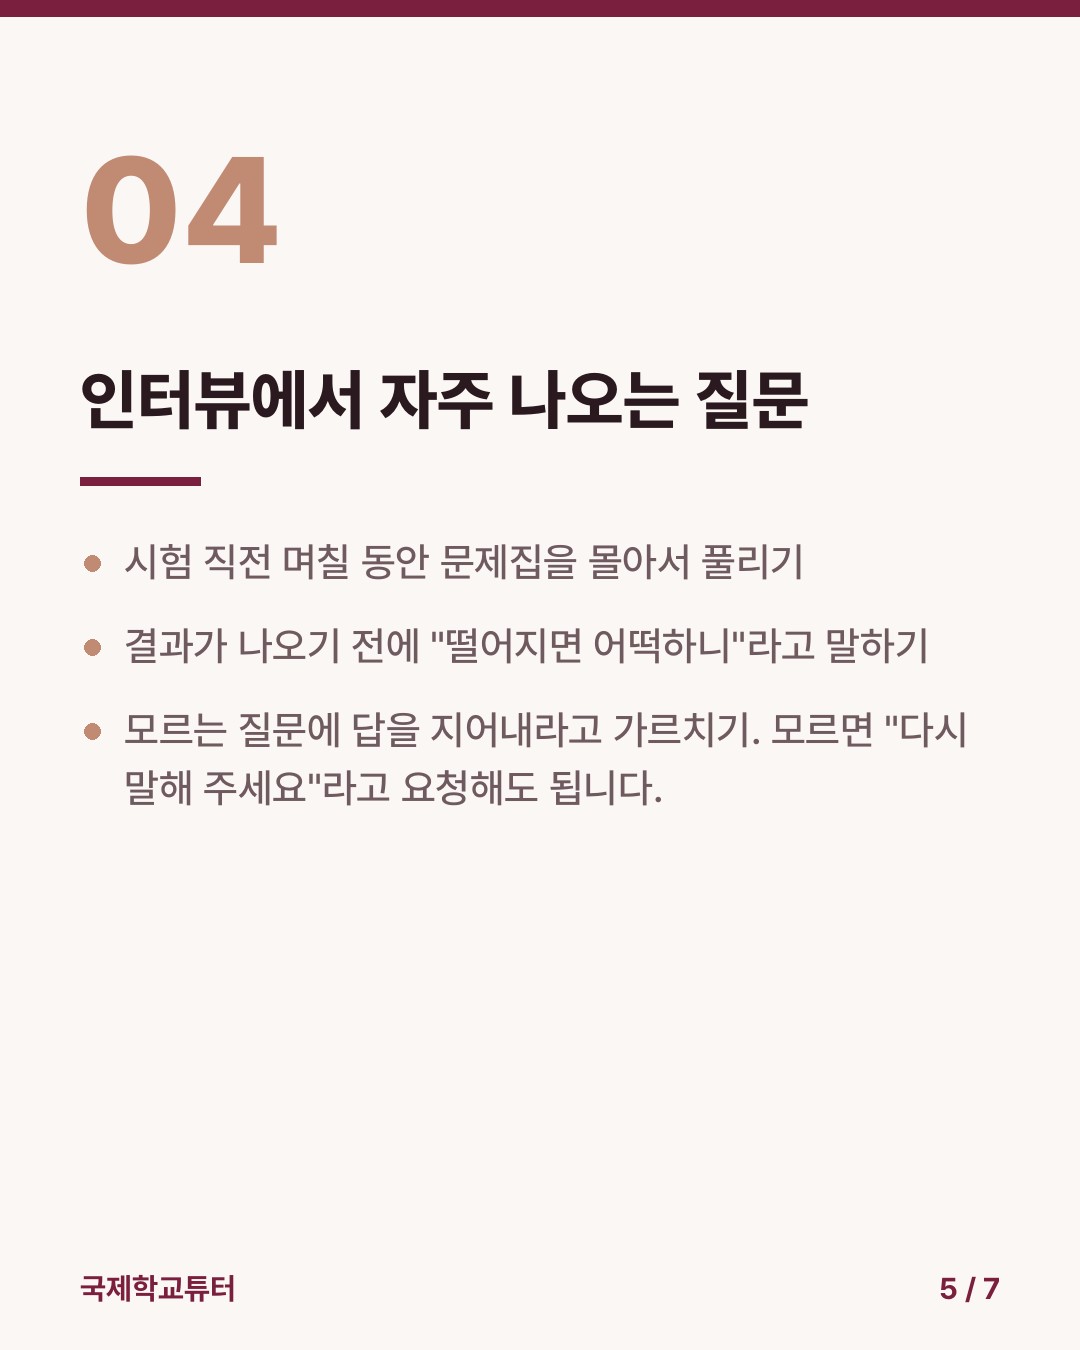 04
인터뷰에서 자주 나오는 질문
시험 직전 며칠 동안 문제집을 몰아서 풀리기
결과가 나오기 전에 "떨어지면 어떡하니"라고 말하기
모르는 질문에 답을 지어내라고 가르치기. 모르면 "다시
말해 주세요"라고 요청해도 됩니다.
국제학교튜터
5 / 7